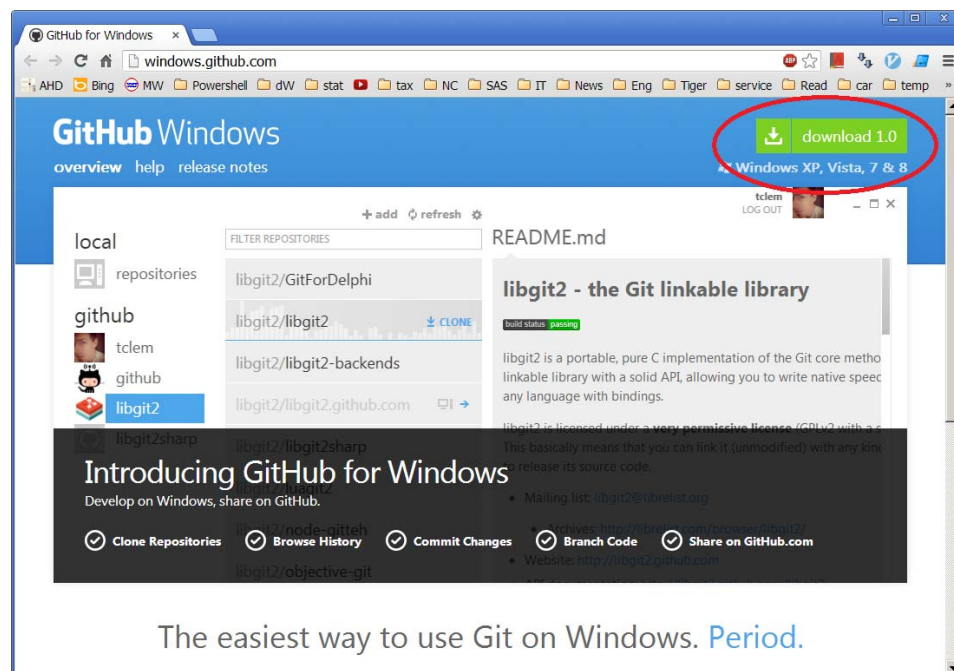 GitHub for Windows
windows.github.com
ABP
AHD Bing MW Powershell dW stat tax NC SAS IT News Eng Tiger service Read car temp »
GitHub Windows
download 1.0
overview help release notes
Windows XP, Vista, 7 & 8
tclem
LOG OUT
add refresh
local
FILTER REPOSITORIES
README.md
repositories
libgit2/GitForDelphi
libgit2 - the Git linkable library
github
libgit2/libgit2
CLONE
build status passing
tclem
libgit2/libgit2-backends
libgit2 is a portable, pure C implementation of the Git core metho
github
linkable library with a solid API, allowing you to write native speed
any language with bindings.
libgit2
libgit2/libgit2.github.com
libgit2 is licensed under a very permissive license (GPLv2 with a s
libgit2sharp
libgit2/libgit2sharp
This basically means that you can link it (unmodified) with any kind
to release its source code.
Introducing GitHub for Windows
Develop on Windows, share on GitHub.
Mailing list: libgit2@librelist.org
libgit2/node-gitteh
Archives: http://librelist.com/browser/libgit2/
Clone Repositories Browse History Commit Changes Branch Code Share on GitHub.com
Website: http://libgit2.github.com
libgit2/objective-git
The easiest way to use Git on Windows. Period.